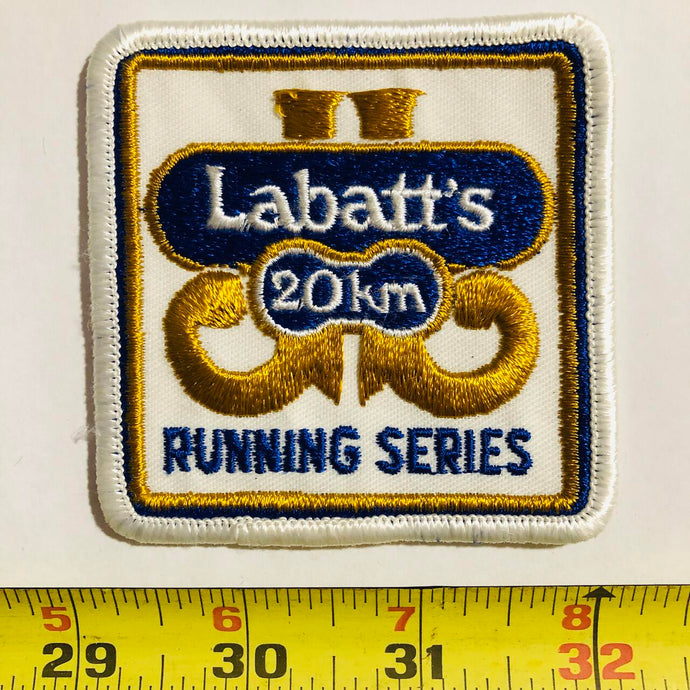 Labatt's
20km
RUNNING SERIES
5 6 7 8
29 30 31 32